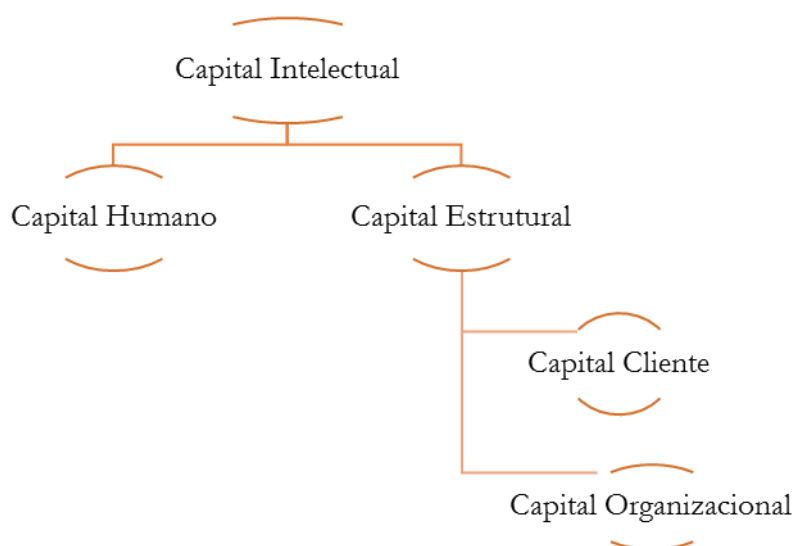 Capital Intelectual
Capital Humano
Capital Estrutural
Capital Cliente
Capital Organizacional